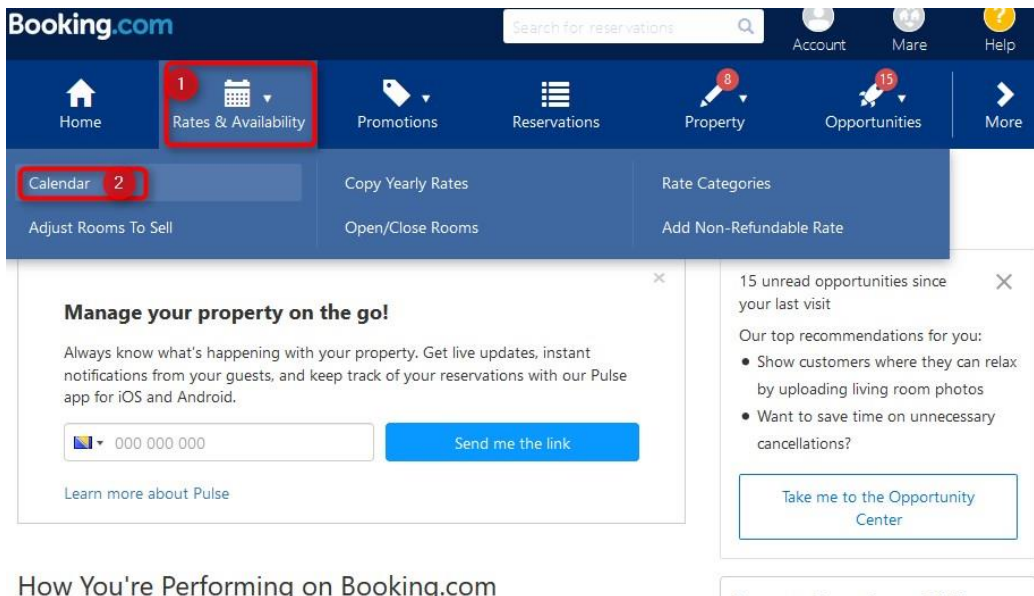 Booking.com
Search for reservations
Account
Mare
Help
?
1
8
15
Home
Rates & Availability
Promotions
Reservations
Property
Opportunities
More
Calendar 2
Copy Yearly Rates
Rate Categories
Adjust Rooms To Sell
Open/Close Rooms
Add Non-Refundable Rate
Manage your property on the go!
Always know what's happening with your property. Get live updates, instant
notifications from your guests, and keep track of your reservations with our Pulse
app for iOS and Android.
000 000 000
Send me the link
Learn more about Pulse
15 unread opportunities since
your last visit
Our top recommendations for you:
Show customers where they can relax
by uploading living room photos
Want to save time on unnecessary
cancellations?
Take me to the Opportunity
Center
How You're Performing on Booking.com